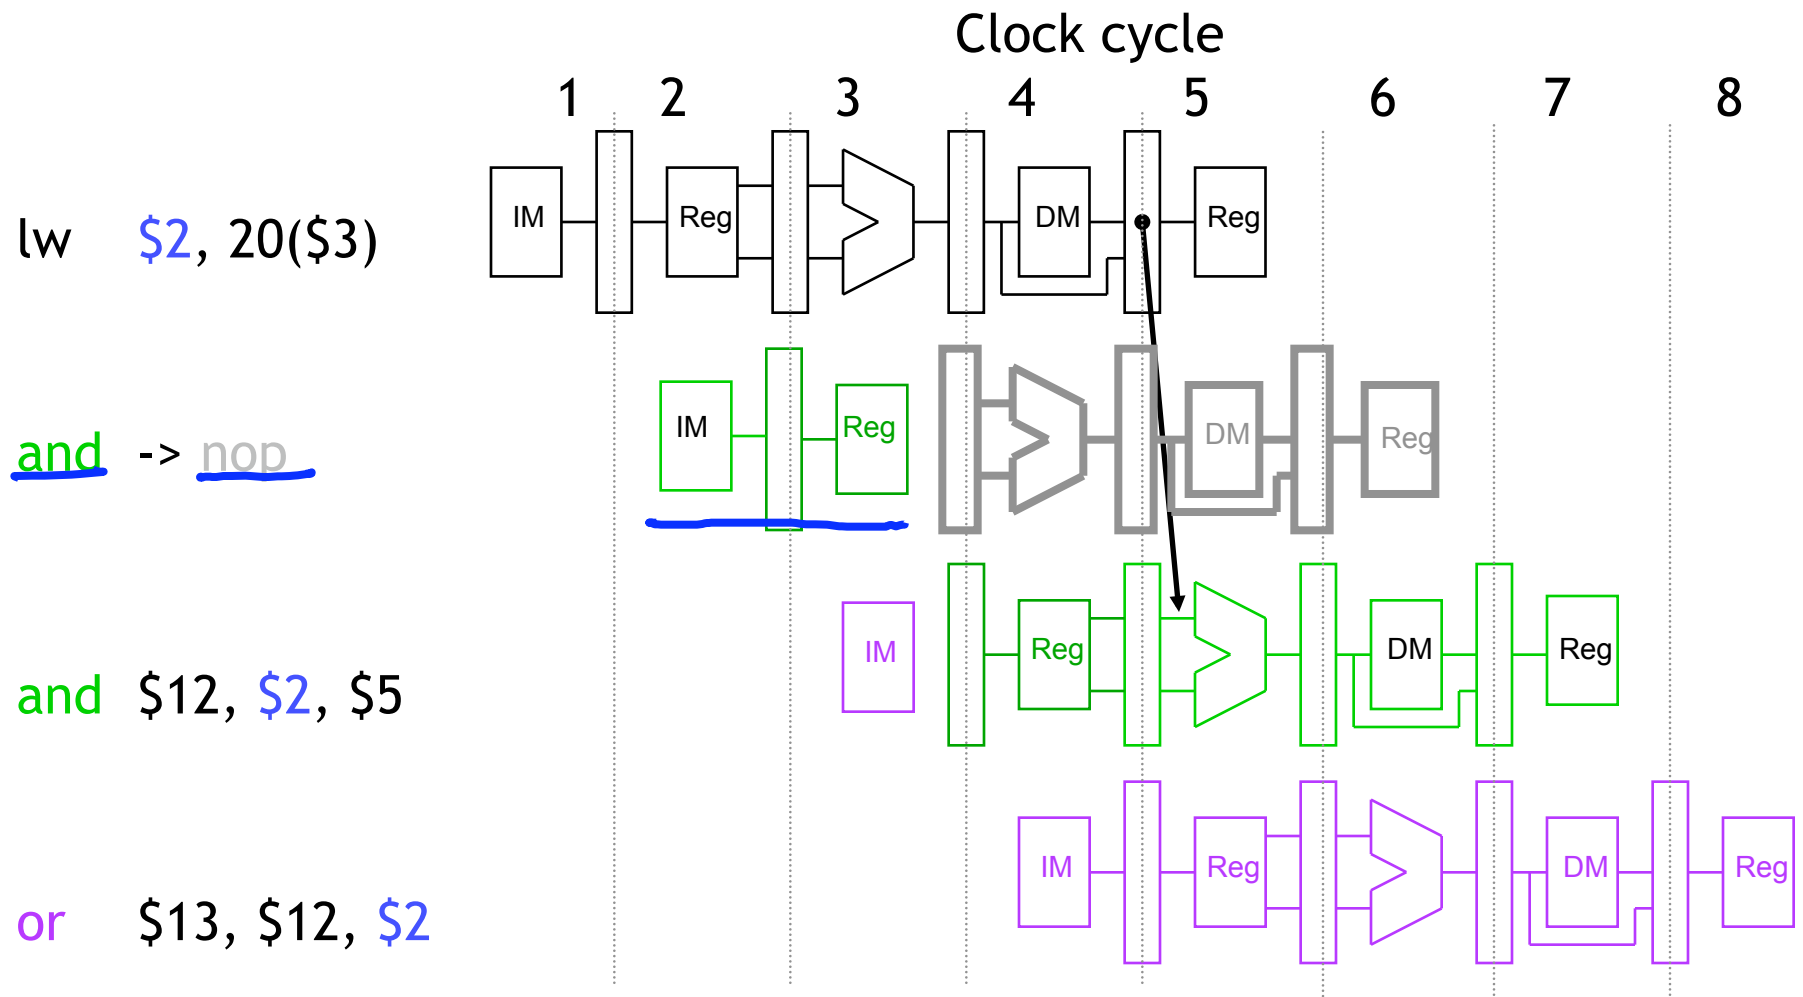 Clock cycle
1 2 3 4 5 6 7 8
lw $2, 20($3) IM Reg DM Reg
and -> nop IM Reg DM Reg
and $12, $2, $5 IM Reg DM Reg
or $13, $12, $2 IM Reg DM Reg